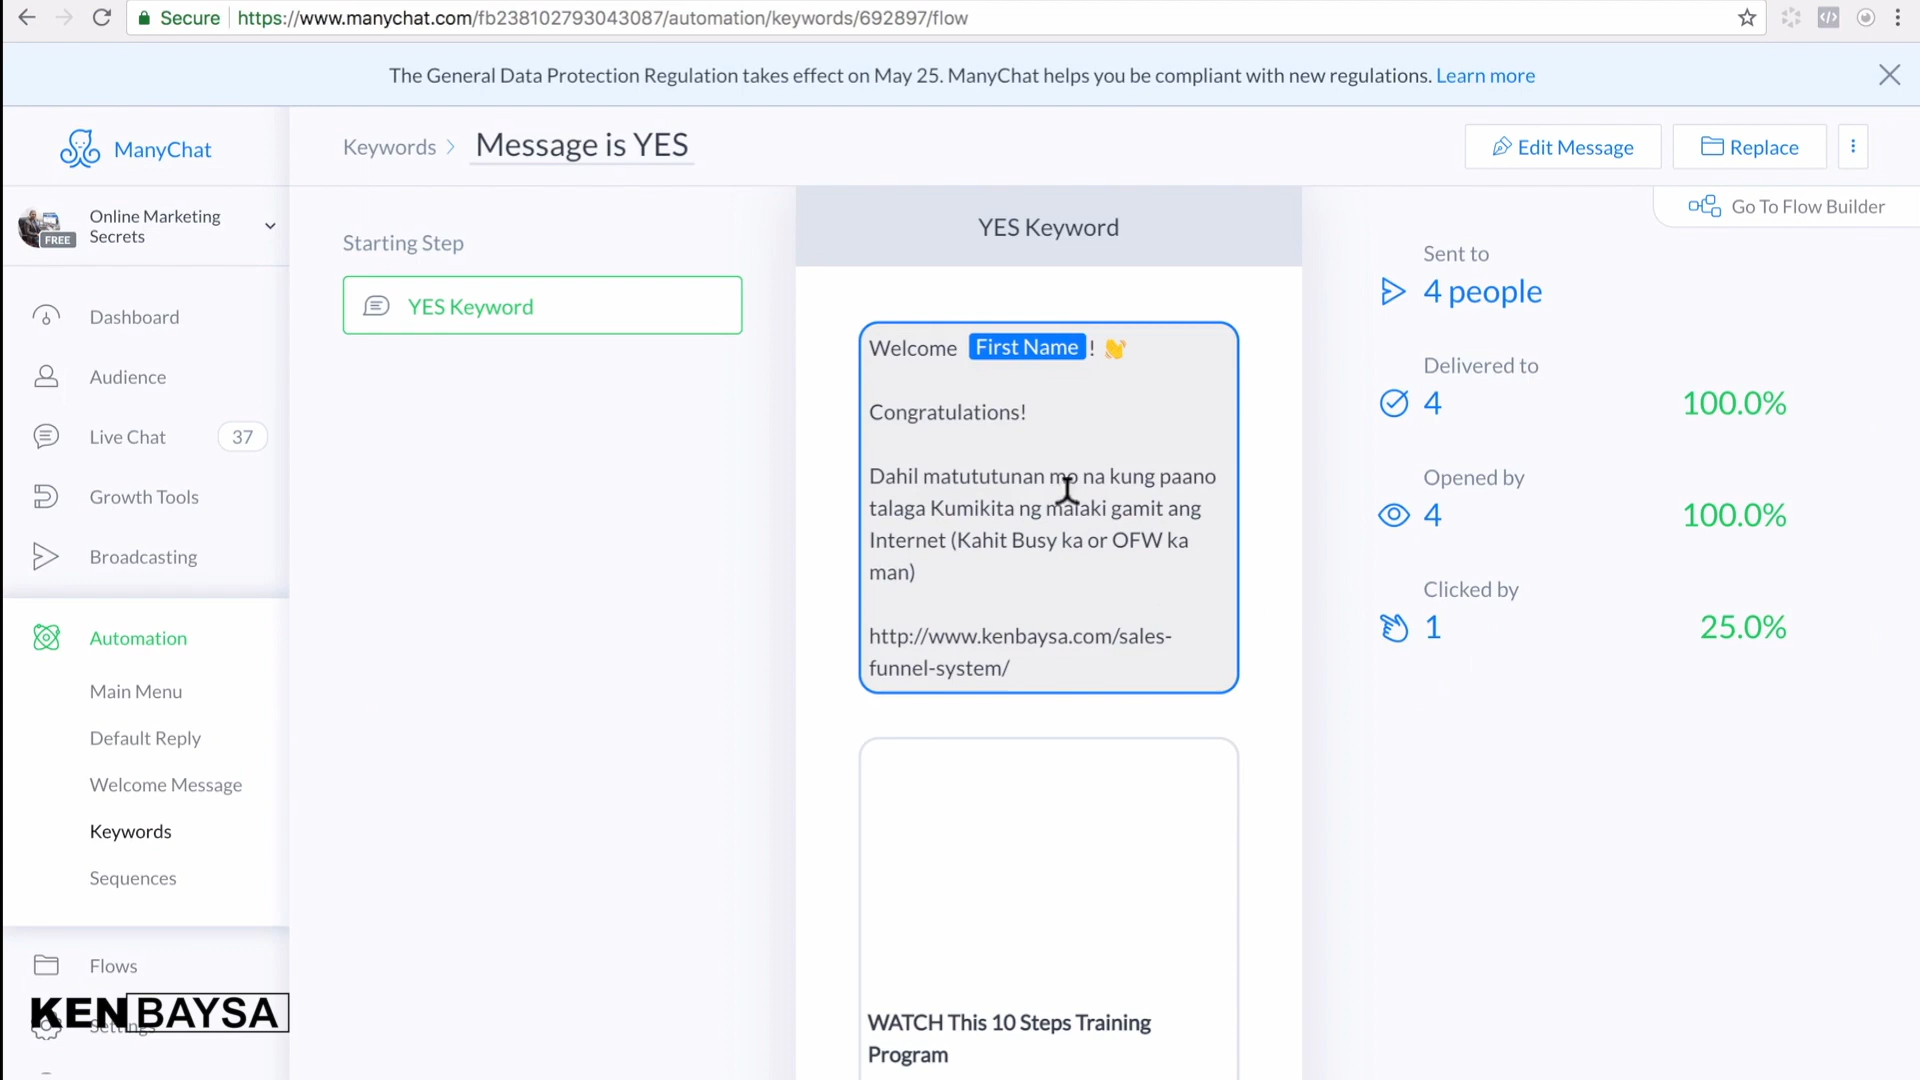 Secure https://www.manychat.com/fb238102793043087/automation/keywords/692897/flow
The General Data Protection Regulation takes effect on May 25. ManyChat helps you be compliant with new regulations. Learn more
ManyChat
Keywords
Message is YES
Edit Message
Replace
Online Marketing
Secrets
FREE
Go To Flow Builder
Dashboard
Audience
Live Chat 37
Growth Tools
Broadcasting
Automation
Main Menu
Default Reply
Welcome Message
Keywords
Sequences
Flows
Settings
KENBAYSA
Starting Step
YES Keyword
YES Keyword
Welcome First Name ! 👋
Congratulations!
Dahil matututunan mo na kung paano
talaga Kumikita ng malaki gamit ang
Internet (Kahit Busy ka or OFW ka
man)
http://www.kenbaysa.com/sales-
funnel-system/
WATCH This 10 Steps Training
Program
Sent to
4 people
Delivered to
4 100.0%
Opened by
4 100.0%
Clicked by
1 25.0%